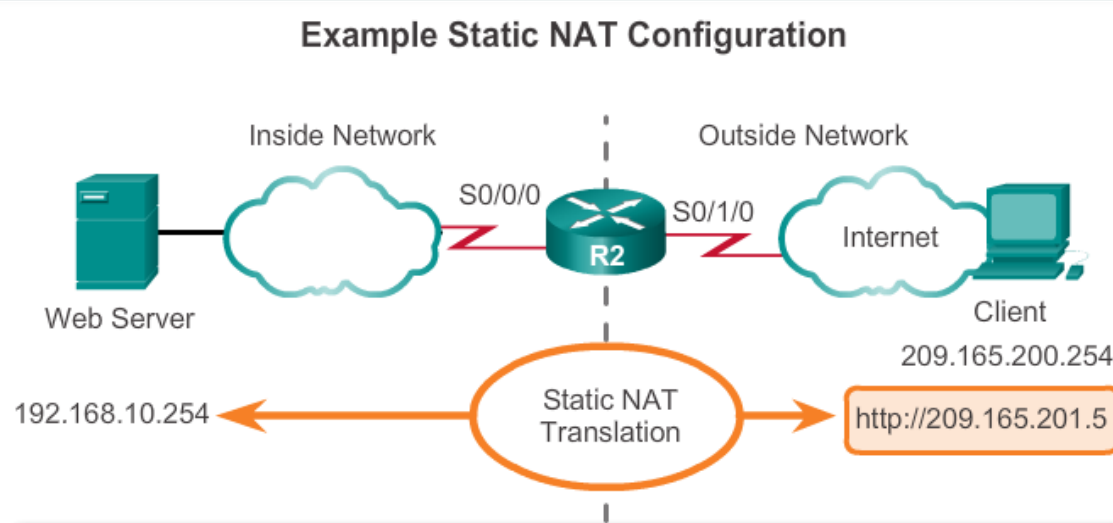 Example Static NAT Configuration
Inside Network
Outside Network
S0/0/0
S0/1/0
R2
Internet
Web Server
Client
209.165.200.254
192.168.10.254
Static NAT
Translation
http://209.165.201.5